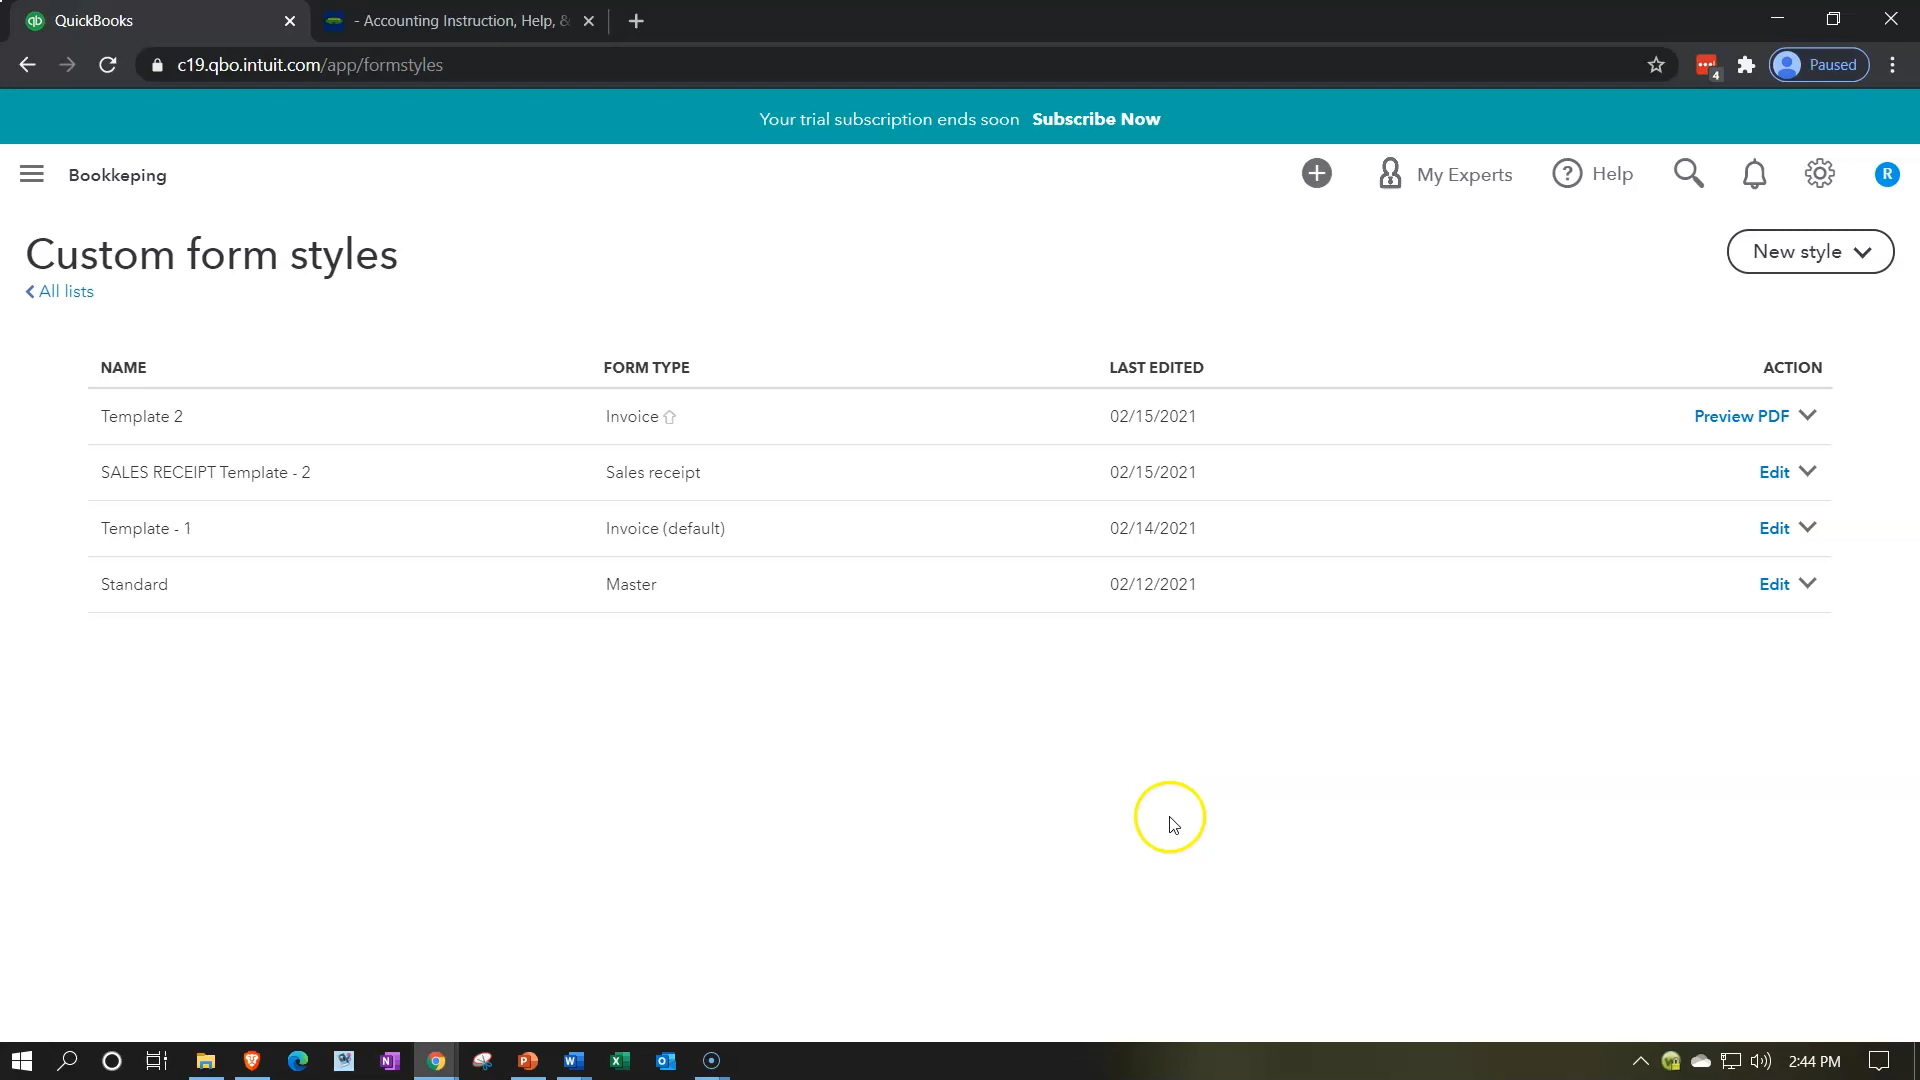 QuickBooks
- Accounting Instruction, Help, &
c19.qbo.intuit.com/app/formstyles
4
Paused
Your trial subscription ends soon Subscribe Now
Bookkeping
My Experts
? Help
R
Custom form styles
New style
All lists
NAME FORM TYPE LAST EDITED ACTION
Template 2 Invoice 02/15/2021 Preview PDF
SALES RECEIPT Template - 2 Sales receipt 02/15/2021 Edit
Template - 1 Invoice (default) 02/14/2021 Edit
Standard Master 02/12/2021 Edit
2:44 PM